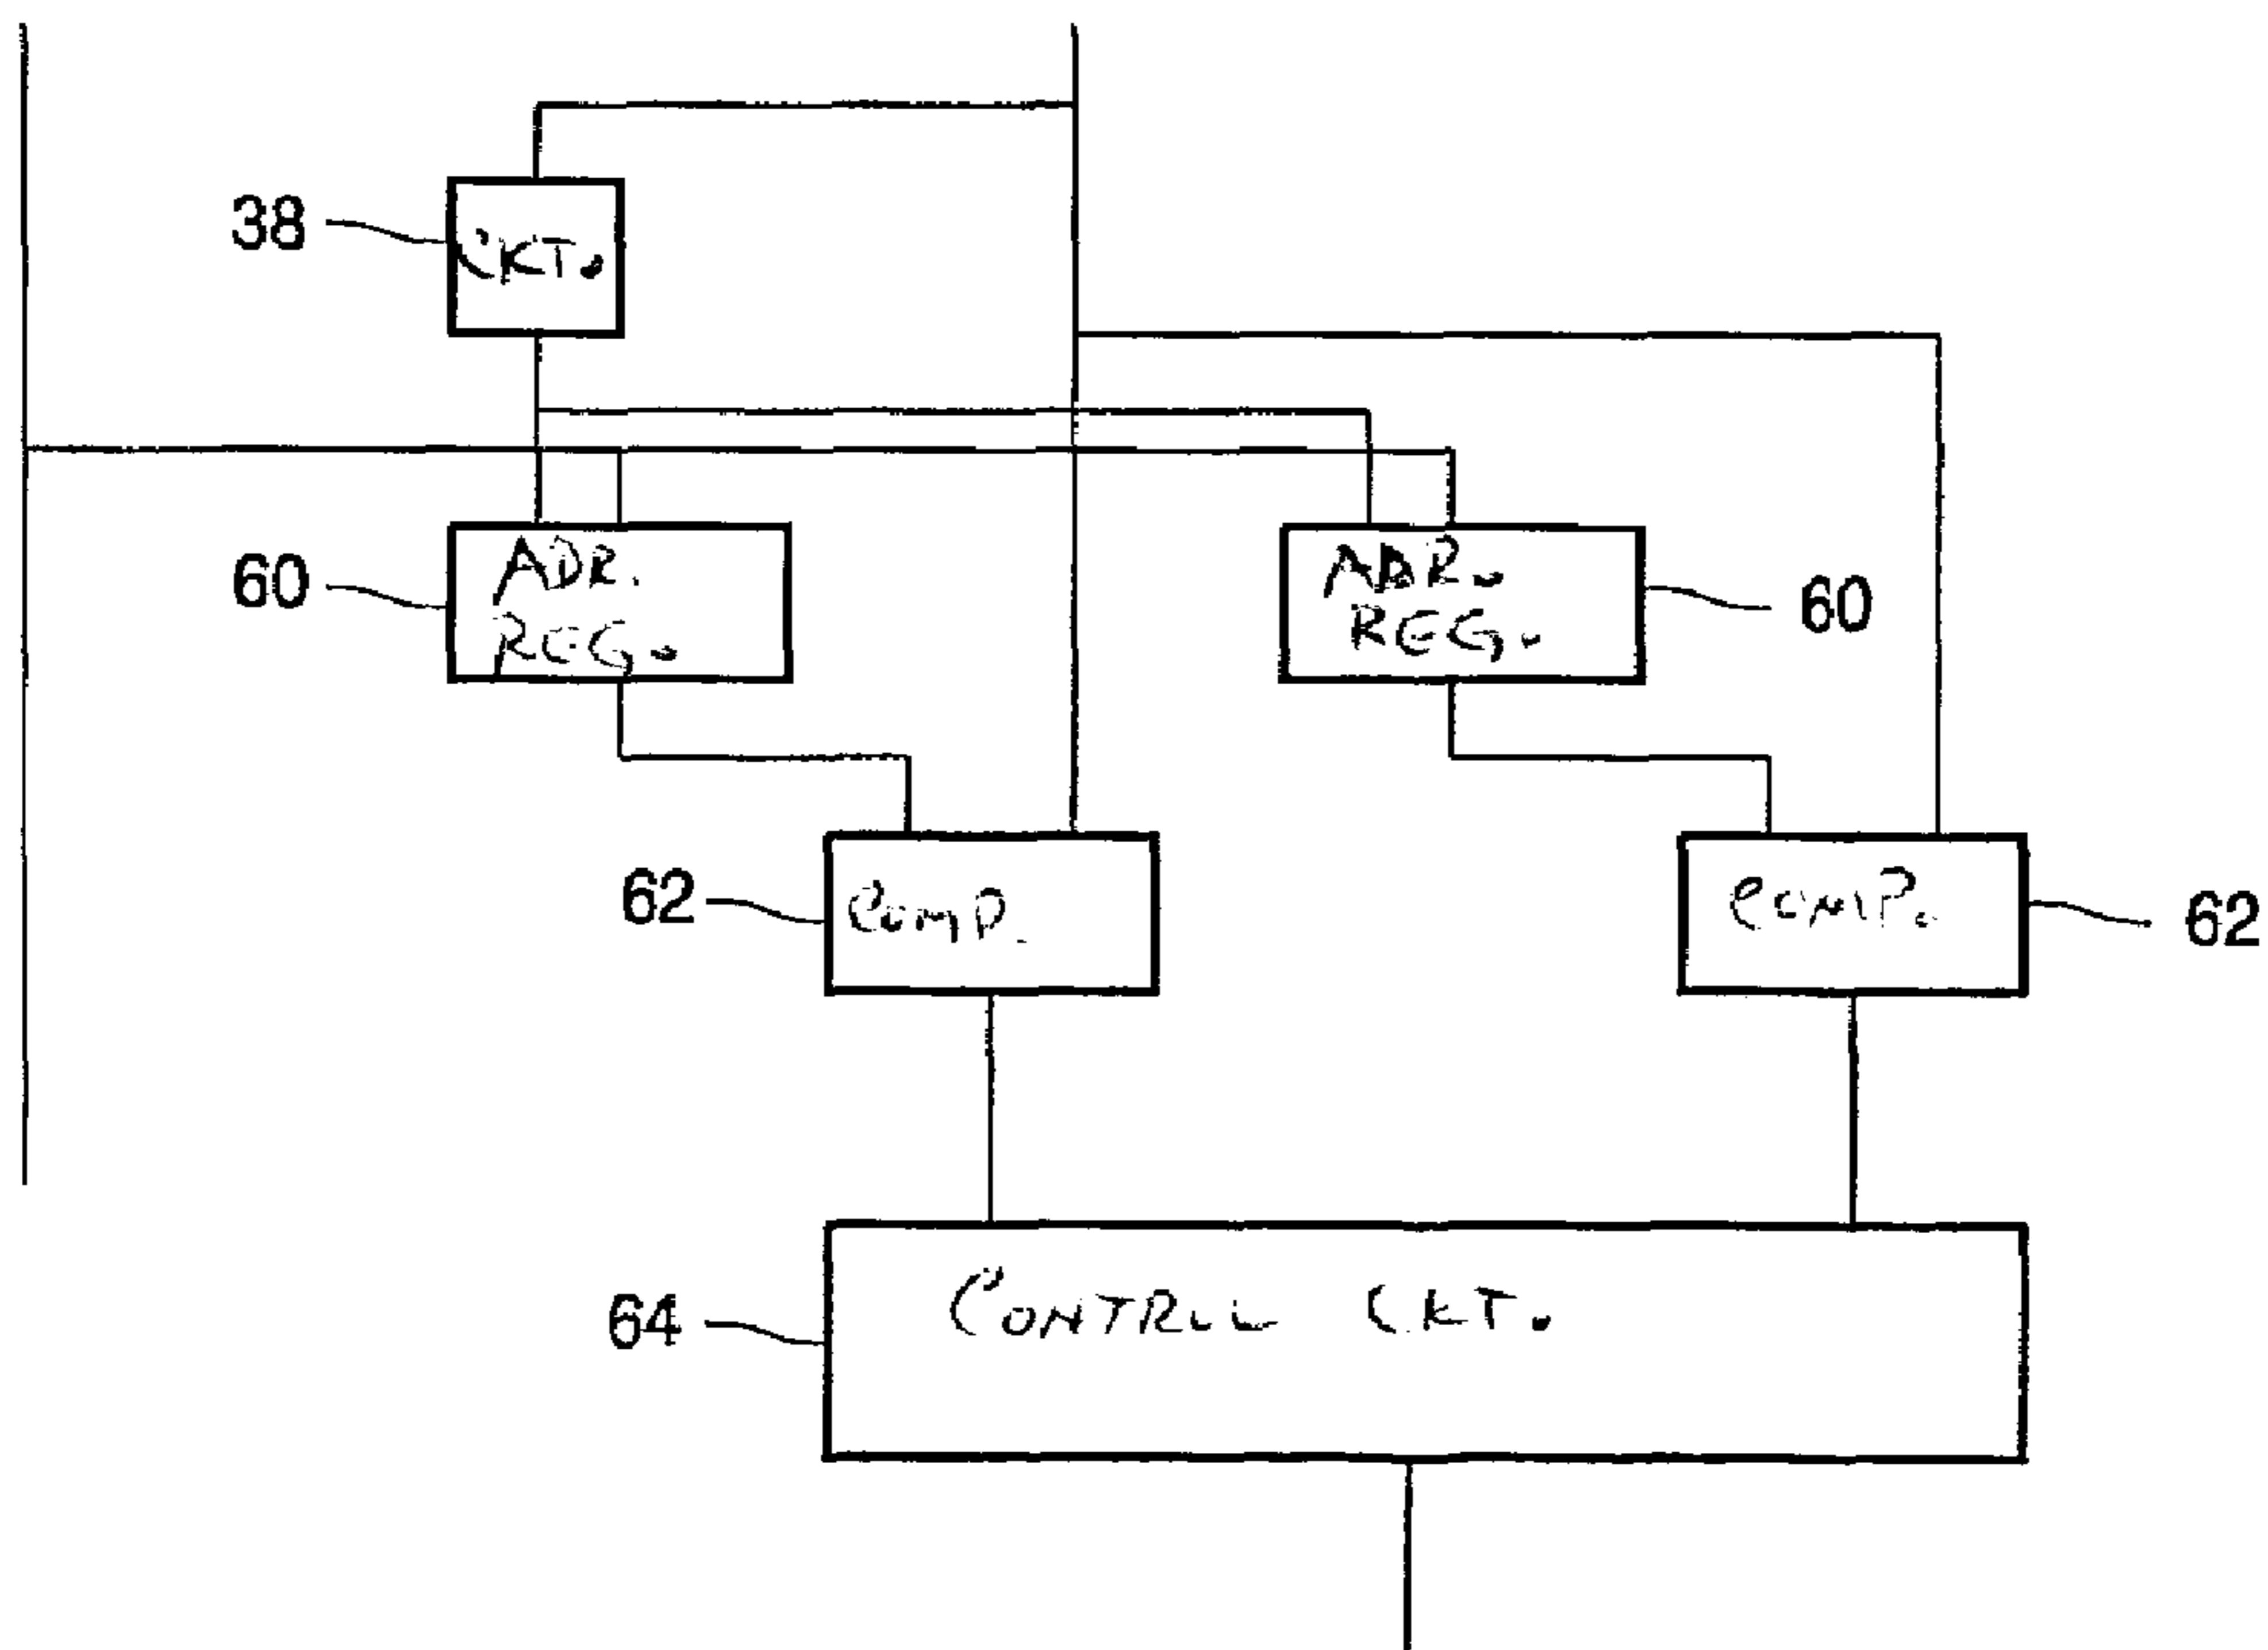 38
CKT.
60
ADR.
REG.
ADR.
REG.
60
62
COMP.
COMP.
62
64
CONTROL CKT.